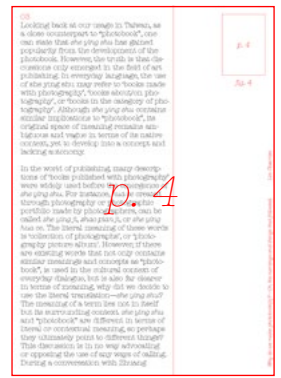 03
Looking back at our usage in Taiwan, as
a close counterpart to "photobook", one
can state that she ying shu has gained
popularity from the development of the
photobook. However, the truth is that dis-
cussions only emerged in the field of art
publishing. In everyday language, the use
of she ying shu may refer to 'books made
with photography', 'books about/on pho-
tography', or 'books in the category of pho-
tography'. Although she ying shu contains
similar implications to "photobook", its
original space of meaning remains am-
biguous and vague in terms of its native
context, yet to develop into a concept and
lacking autonomy.
In the world of publishing, many descrip-
tions of 'books published with photography'
were widely used before the emergence of
she ying shu. For instance, create
through photography or photographic
portfolio made by photographers, can be
called she ying ji, or she ying
hua ce. The literal meaning of these words
is 'collection of photographs', or 'photo-
graphy picture album'. However, if there
are existing words that not only contains
similar meanings and concepts as "photo-
book", is used in the cultural context of
everyday dialogue, but is also far clearer
in terms of meaning, why did we decide to
use the literal translation—she ying shu?
The meaning of a term lies not in itself
but its surrounding context. she ying shu
and "photobook" are different in terms of
literal or contextual meaning, so perhaps
they ultimately point to different things?
This discussion is in no way advocating
or opposing the use of any ways of calling.
During a conversation with Zhuang
p. 4
p. 4
No. 4